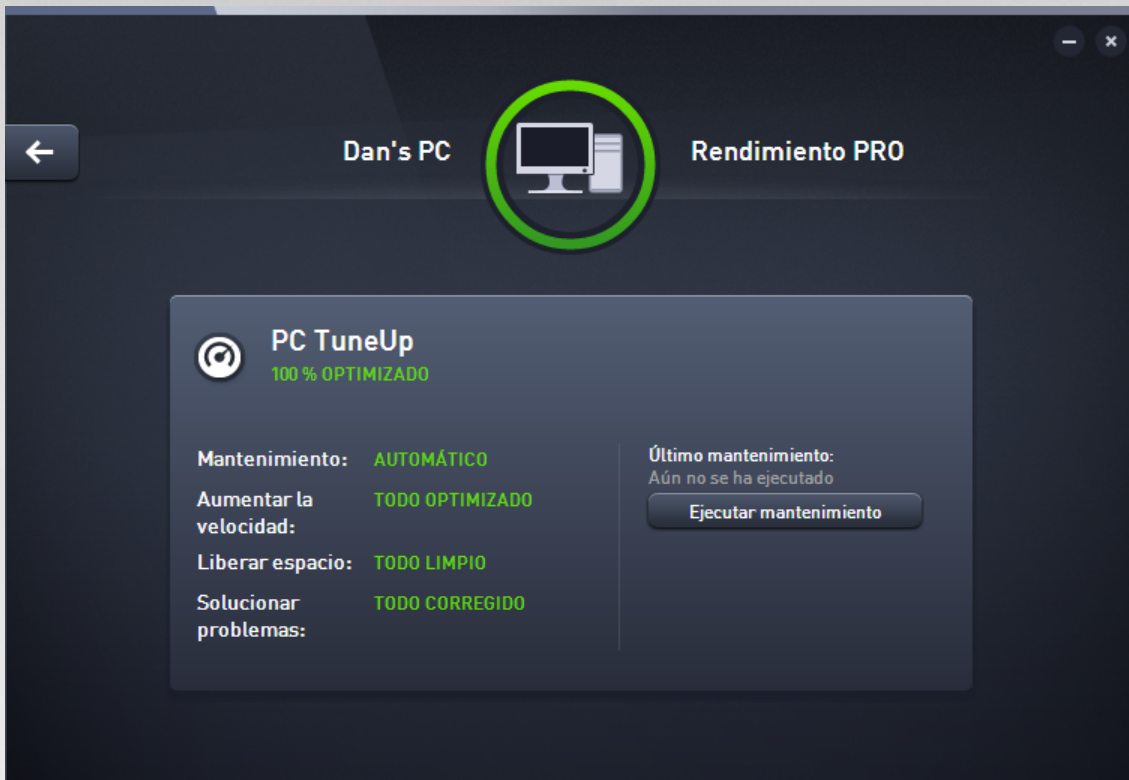 Dan's PC
Rendimiento PRO
PC TuneUp
100 % OPTIMIZADO
Mantenimiento: AUTOMÁTICO
Aumentar la velocidad: TODO OPTIMIZADO
Liberar espacio: TODO LIMPIO
Solucionar problemas: TODO CORREGIDO
Último mantenimiento:
Aún no se ha ejecutado
Ejecutar mantenimiento